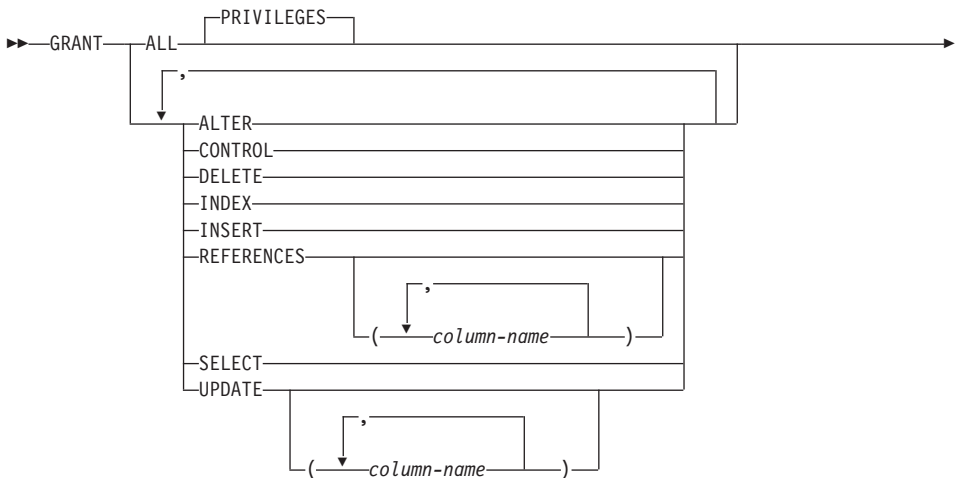 PRIVILEGES
GRANT ALL
,
ALTER
CONTROL
DELETE
INDEX
INSERT
REFERENCES
,
( column-name )
SELECT
UPDATE
,
( column-name )